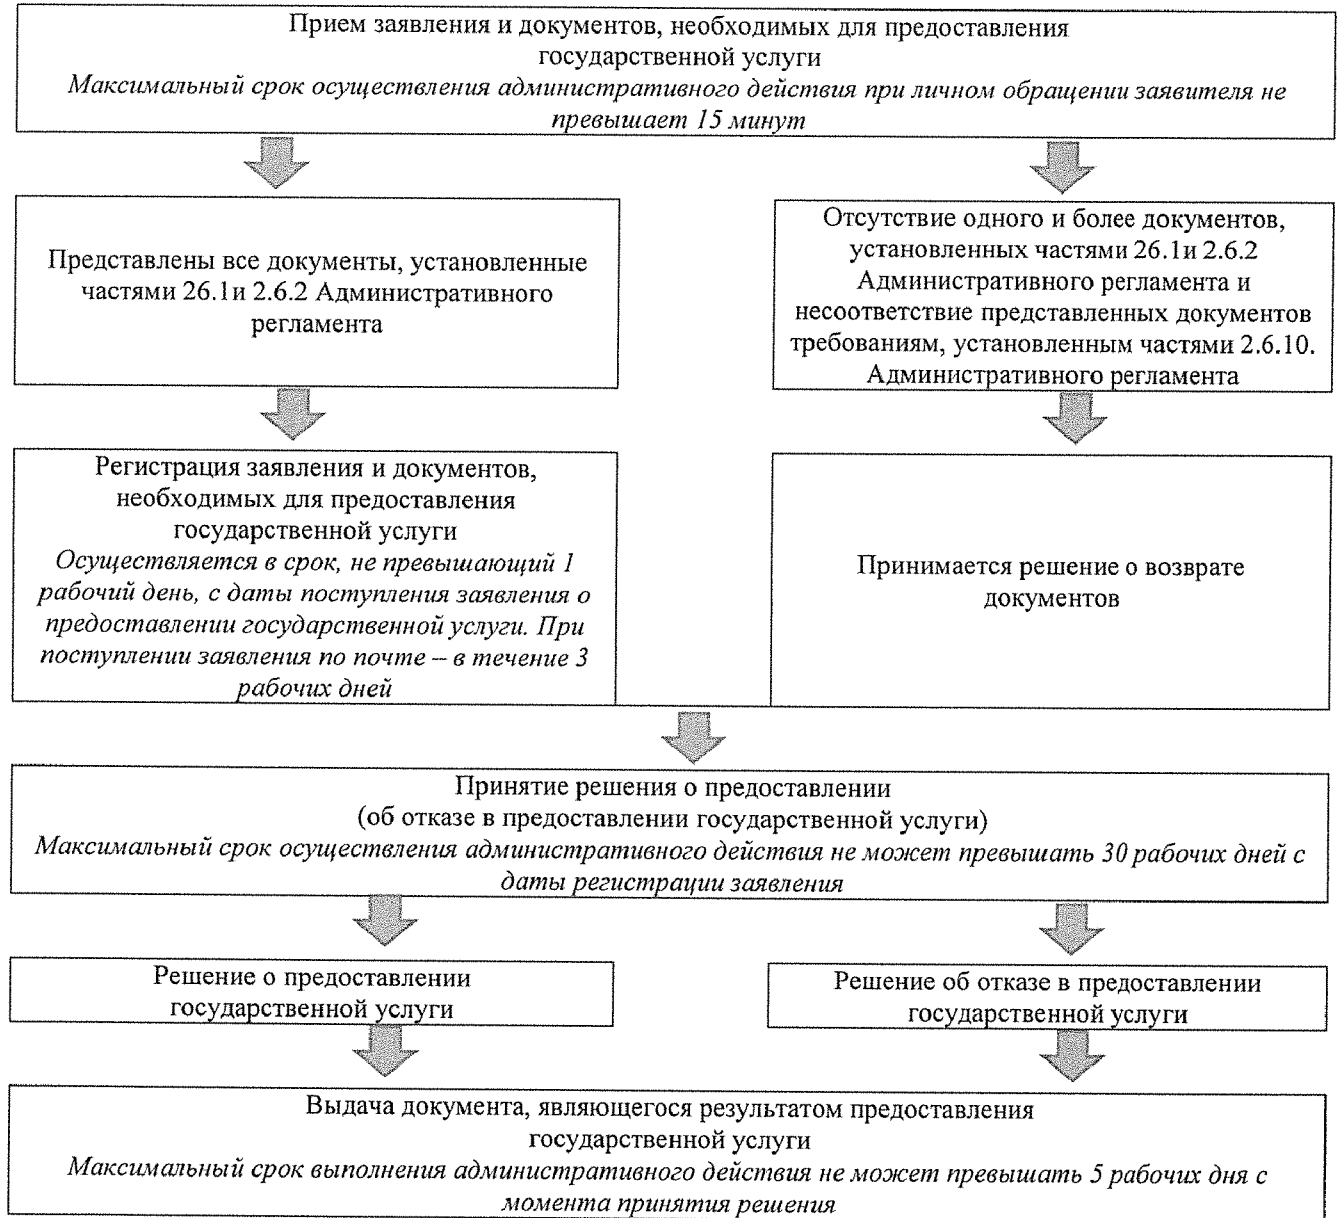 Прием заявления и документов, необходимых для предоставления
государственной услуги
Максимальный срок осуществления административного действия при личном обращении заявителя не
превышает 15 минут
Представлены все документы, установленные
частями 26.1и 2.6.2 Административного
регламента
Отсутствие одного и более документов,
установленных частями 26.1и 2.6.2
Административного регламента и
несоответствие представленных документов
требованиям, установленным частями 2.6.10.
Административного регламента
Регистрация заявления и документов,
необходимых для предоставления
государственной услуги
Осуществляется в срок, не превышающий 1
рабочий день, с даты поступления заявления о
предоставлении государственной услуги. При
поступлении заявления по почте – в течение 3
рабочих дней
Принимается решение о возврате
документов
Принятие решения о предоставлении
(об отказе в предоставлении государственной услуги)
Максимальный срок осуществления административного действия не может превышать 30 рабочих дней с
даты регистрации заявления
Решение о предоставлении
государственной услуги
Решение об отказе в предоставлении
государственной услуги
Выдача документа, являющегося результатом предоставления
государственной услуги
Максимальный срок выполнения административного действия не может превышать 5 рабочих дня с
момента принятия решения